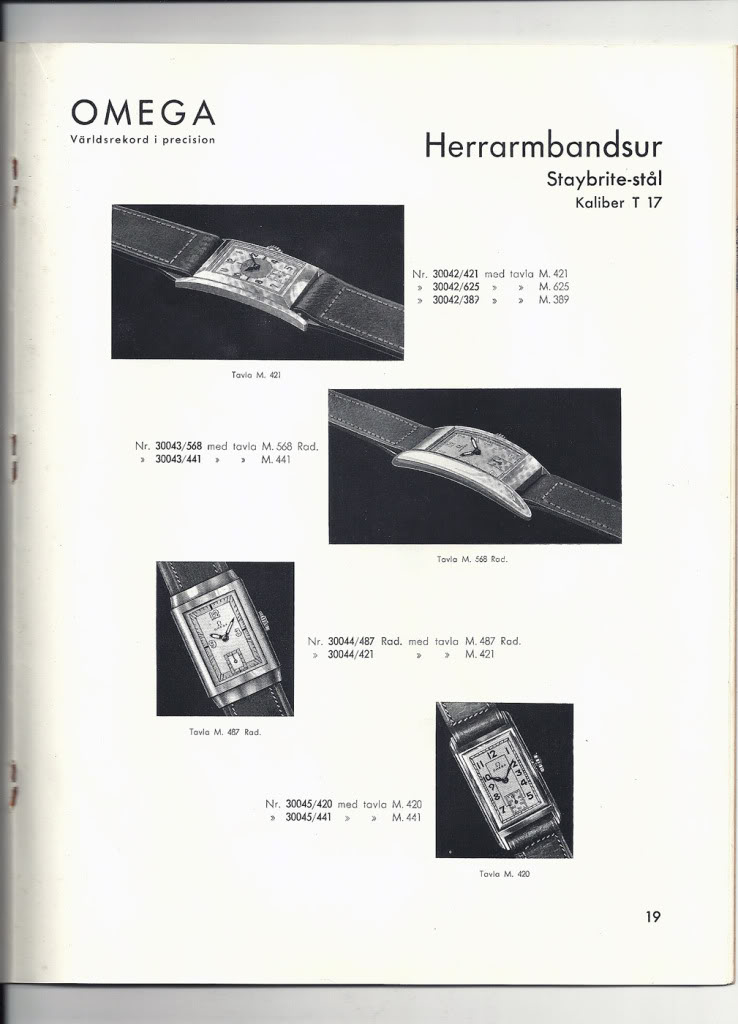 OMEGA
Världsrekord i precision
Herrarmbandsur
Staybrite-stål
Kaliber T 17
Nr. 30042/421 med tavla M. 421
» 30042/625 » » M. 625
» 30042/389 » » M. 389
Tavla M. 421
Nr. 30043/568 med tavla M. 568 Rad.
» 30043/441 » » M. 441
Tavla M. 568 Rad.
Nr. 30044/487 Rad. med tavla M. 487 Rad.
» 30044/421 » » M. 421
Tavla M. 487 Rad.
Nr. 30045/420 med tavla M. 420
» 30045/441 » » M. 441
Tavla M. 420
19